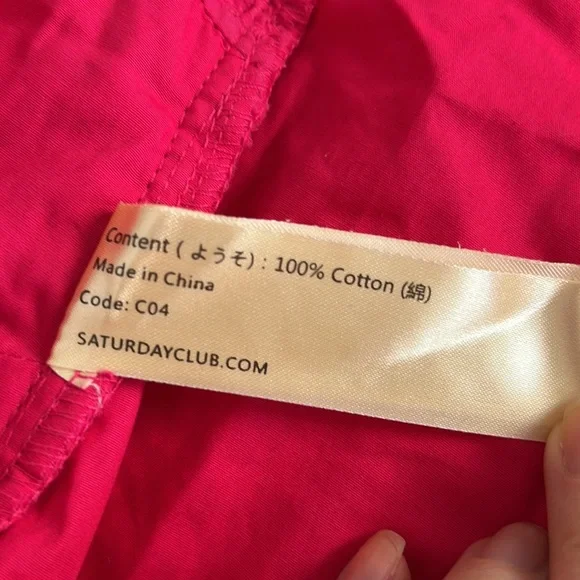 Content ( ようそ) : 100% Cotton (綿)
Made in China
Code: C04
SATURDAYCLUB.COM